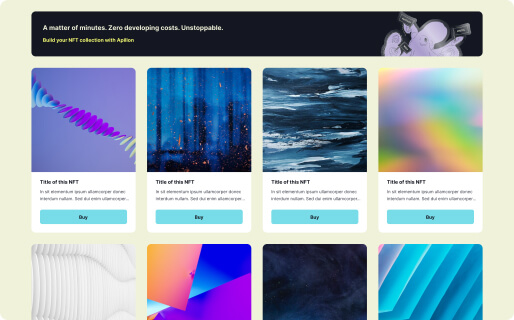 A matter of minutes. Zero developing costs. Unstoppable.
Build your NFT collection with Apillon
Title of this NFT
In sit elementum ipsum ullamcorper donec
interdum nullam. Sed dui enim ullamcorper...
Buy
Title of this NFT
In sit elementum ipsum ullamcorper donec
interdum nullam. Sed dui enim ullamcorper...
Buy
Title of this NFT
In sit elementum ipsum ullamcorper donec
interdum nullam. Sed dui enim ullamcorper...
Buy
Title of this NFT
In sit elementum ipsum ullamcorper donec
interdum nullam. Sed dui enim ullamcorper...
Buy